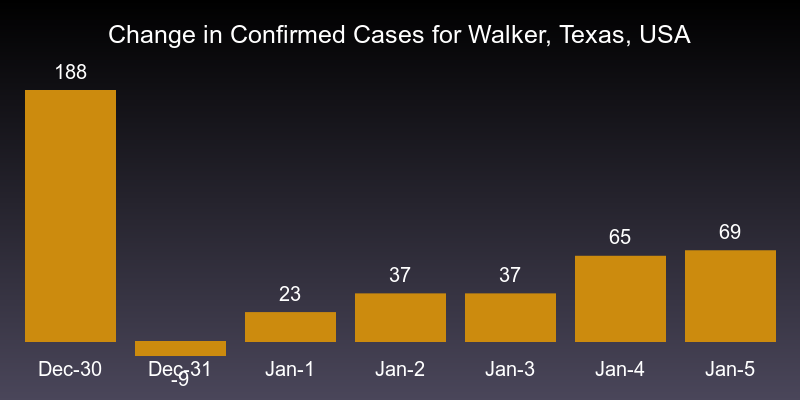 Change in Confirmed Cases for Walker, Texas, USA
188
69
65
37
37
23
-9
Dec-30
Dec-31
Jan-1
Jan-2
Jan-3
Jan-4
Jan-5